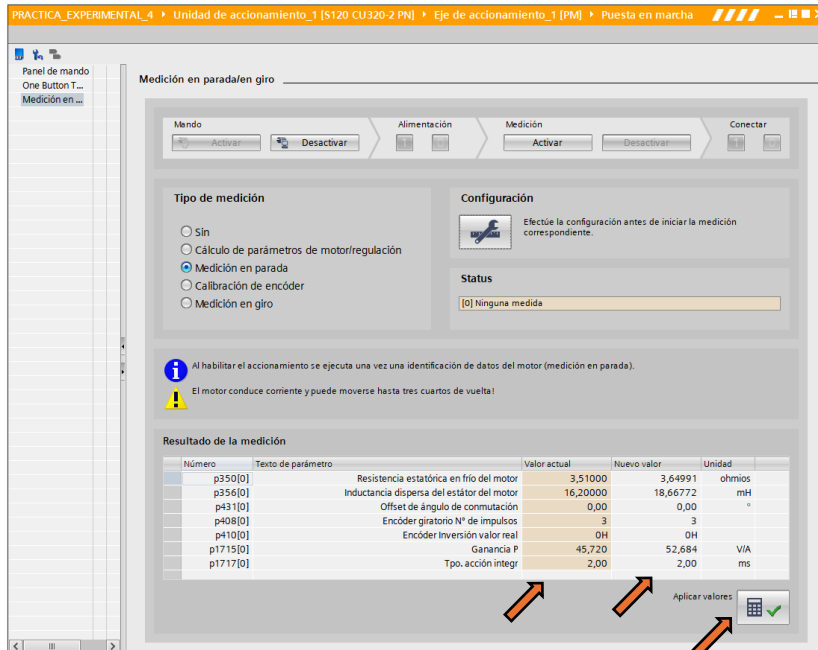 PRACTICA_EXPERIMENTAL_4 ▸ Unidad de accionamiento_1 [S120 CU320-2 PN] ▸ Eje de accionamiento_1 [PM] ▸ Puesta en marcha
Panel de mando
One Button T...
Medición en ...
Medición en parada/en giro
Mando
Alimentación
Medición
Conectar
Activar
Desactivar
1
0
Activar
Desactivar
1
0
Tipo de medición
Sin
Cálculo de parámetros de motor/regulación
Medición en parada
Calibración de encóder
Medición en giro
Configuración
Efectúe la configuración antes de iniciar la medición
correspondiente.
Status
[0] Ninguna medida
Al habilitar el accionamiento se ejecuta una vez una identificación de datos del motor (medición en parada).
El motor conduce corriente y puede moverse hasta tres cuartos de vuelta!
Resultado de la medición
Número Texto de parámetro Valor actual Nuevo valor Unidad
p350[0] Resistencia estatórica en frío del motor 3,51000 3,64991 ohmios
p356[0] Inductancia dispersa del estátor del motor 16,20000 18,66772 mH
p431[0] Offset de ángulo de conmutación 0,00 0,00 °
p408[0] Encóder giratorio Nº de impulsos 3 3
p410[0] Encóder Inversión valor real 0H 0H
p1715[0] Ganancia P 45,720 52,684 V/A
p1717[0] Tpo. acción integr 2,00 2,00 ms
Aplicar valores